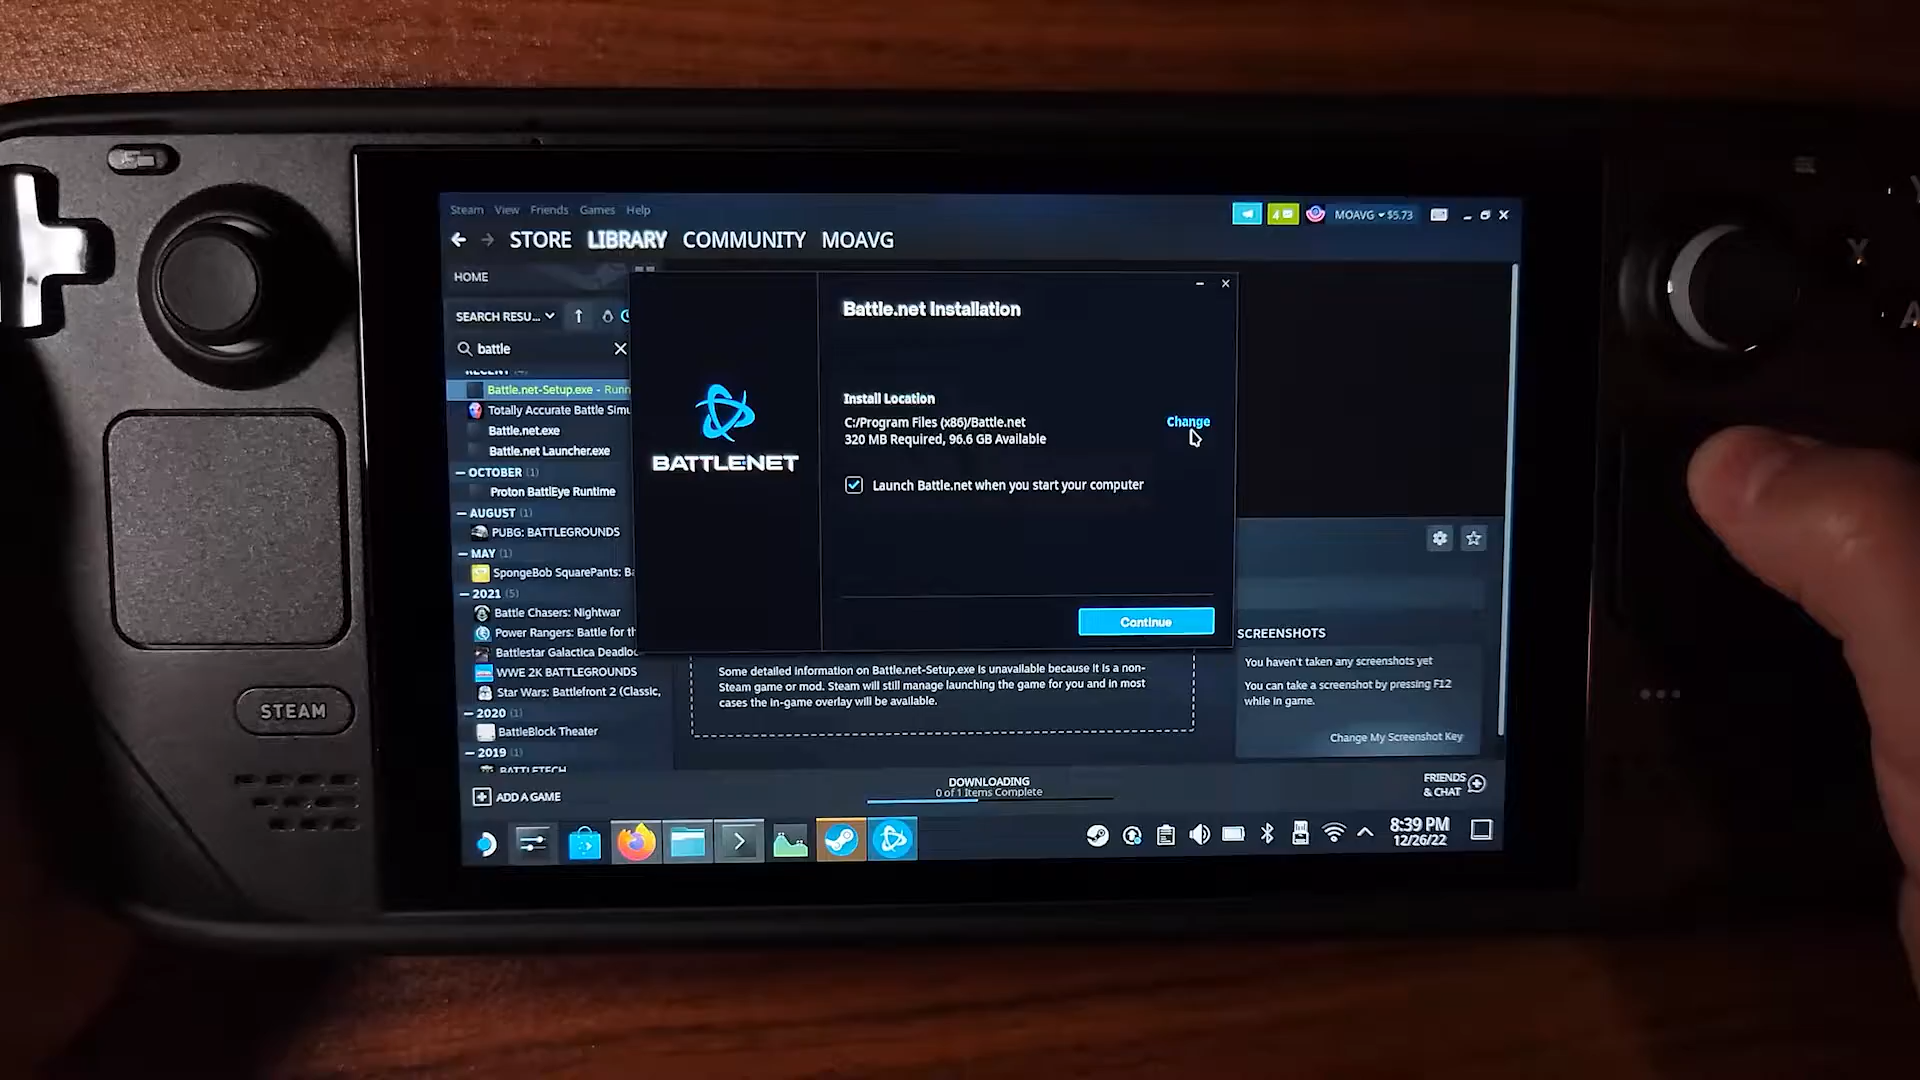 Steam View Friends Games Help
4
MOAVG $5.73
STORE LIBRARY COMMUNITY MOAVG
HOME
SEARCH RESU...
battle
RECENT
Battle.net-Setup.exe - Runn
Totally Accurate Battle Simu
Battle.net.exe
Battle.net Launcher.exe
— OCTOBER (1)
Proton BattlEye Runtime
— AUGUST (1)
PUBG: BATTLEGROUNDS
— MAY (1)
SpongeBob SquarePants: Ba
— 2021 (5)
Battle Chasers: Nightwar
Power Rangers: Battle for th
Battlestar Galactica Deadloc
WWE 2K BATTLEGROUNDS
Star Wars: Battlefront 2 (Classic,
— 2020 (1)
BattleBlock Theater
— 2019 (1)
BATTLETECH
ADD A GAME
BATTLE.NET
Battle.net Installation
Install Location
C:/Program Files (x86)/Battle.net
320 MB Required, 96.6 GB Available
Change
Launch Battle.net when you start your computer
Continue
Some detailed information on Battle.net-Setup.exe is unavailable because it is a non-
Steam game or mod. Steam will still manage launching the game for you and in most
cases the in-game overlay will be available.
SCREENSHOTS
You haven't taken any screenshots yet
You can take a screenshot by pressing F12
while in game.
Change My Screenshot Key
DOWNLOADING
0 of 1 Items Complete
FRIENDS
& CHAT
8:39 PM
12/26/22
STEAM
Y
X
A